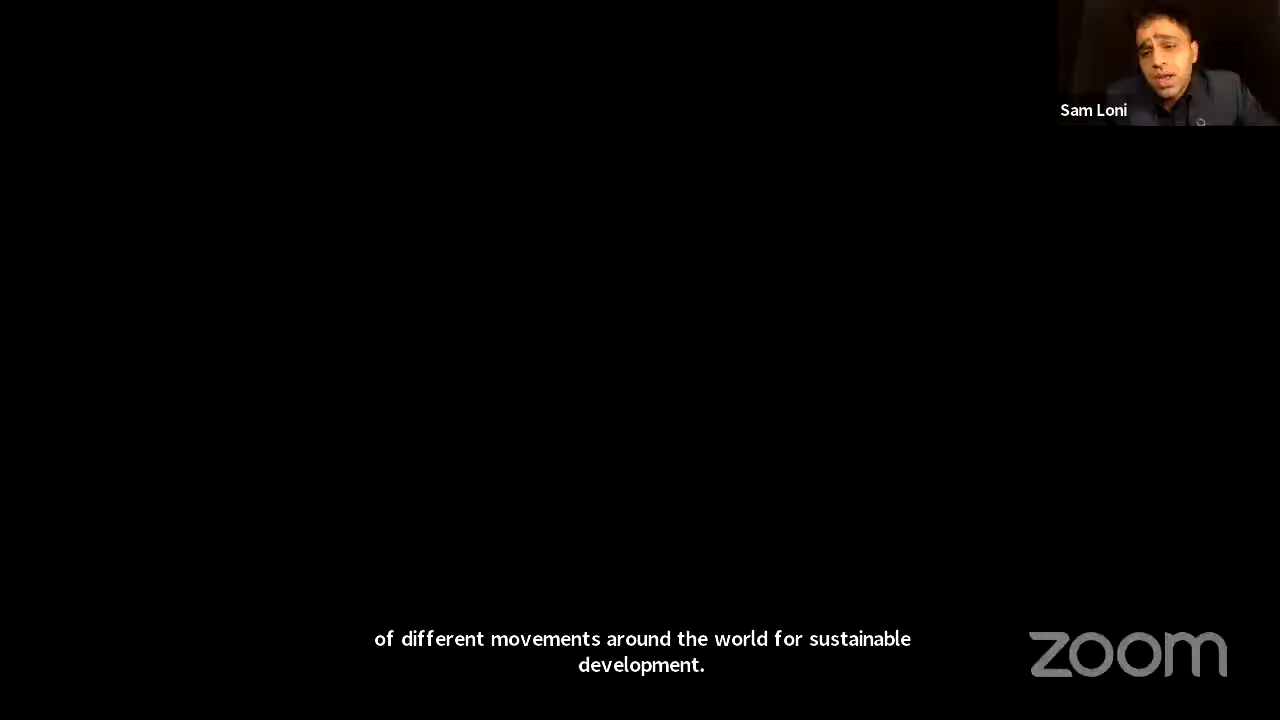 Sam Loni
of different movements around the world for sustainable
development.
zoom